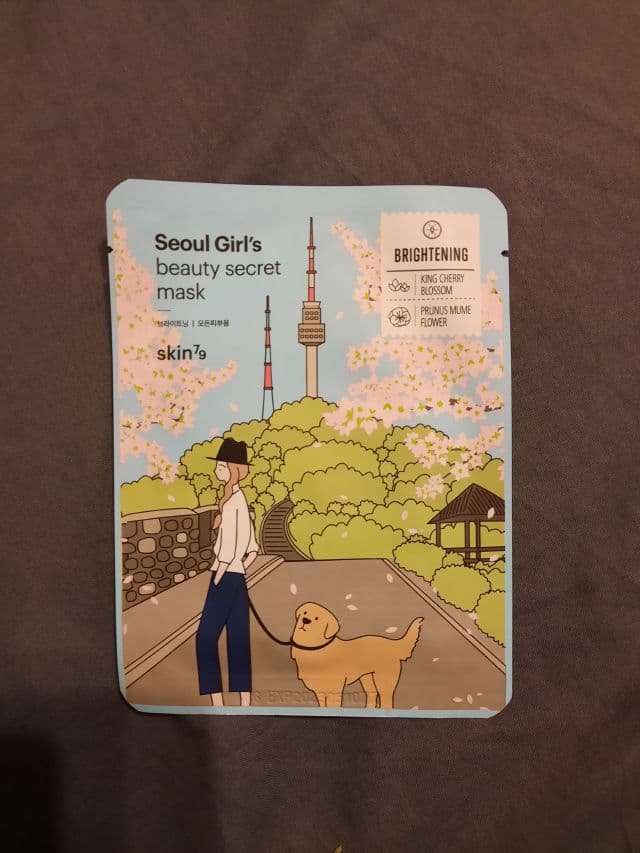 Seoul Girl's
beauty secret
mask
브라이트닝 | 모든피부용
skin79
BRIGHTENING
KING CHERRY
BLOSSOM
PRUNUS MUME
FLOWER